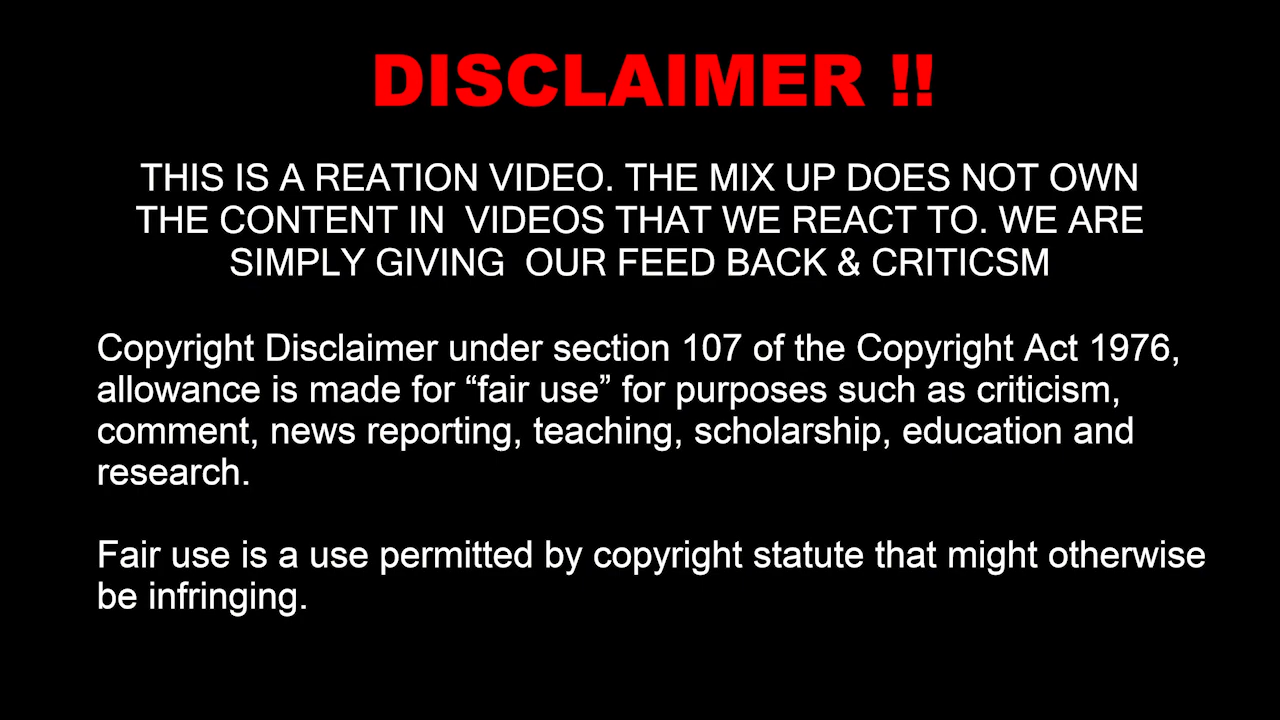 DISCLAIMER !!
THIS IS A REATION VIDEO. THE MIX UP DOES NOT OWN
THE CONTENT IN VIDEOS THAT WE REACT TO. WE ARE
SIMPLY GIVING OUR FEED BACK & CRITICSM
Copyright Disclaimer under section 107 of the Copyright Act 1976,
allowance is made for “fair use” for purposes such as criticism,
comment, news reporting, teaching, scholarship, education and
research.
Fair use is a use permitted by copyright statute that might otherwise
be infringing.